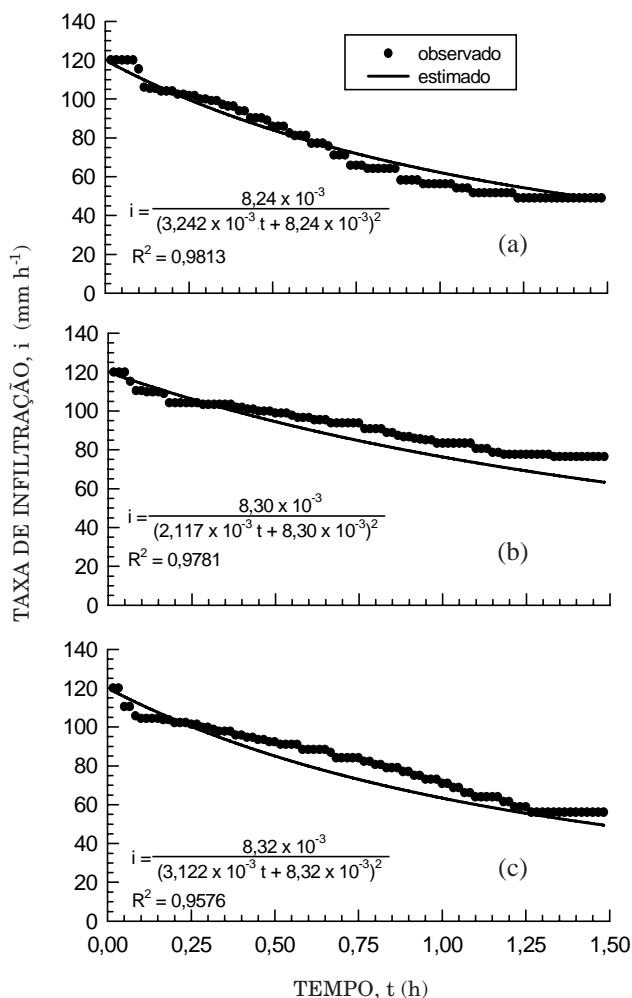 TAXA DE INFILTRAÇÃO, i (mm h-1)
140
120
100
80
60
40
20
0
observado
estimado
i = 8,24 x 10-3
(3,242 x 10-3 t + 8,24 x 10-3)2
R2 = 0,9813
(a)
140
120
100
80
60
40
20
0
i = 8,30 x 10-3
(2,117 x 10-3 t + 8,30 x 10-3)2
R2 = 0,9781
(b)
140
120
100
80
60
40
20
0
i = 8,32 x 10-3
(3,122 x 10-3 t + 8,32 x 10-3)2
R2 = 0,9576
(c)
0,00 0,25 0,50 0,75 1,00 1,25 1,50
TEMPO, t (h)